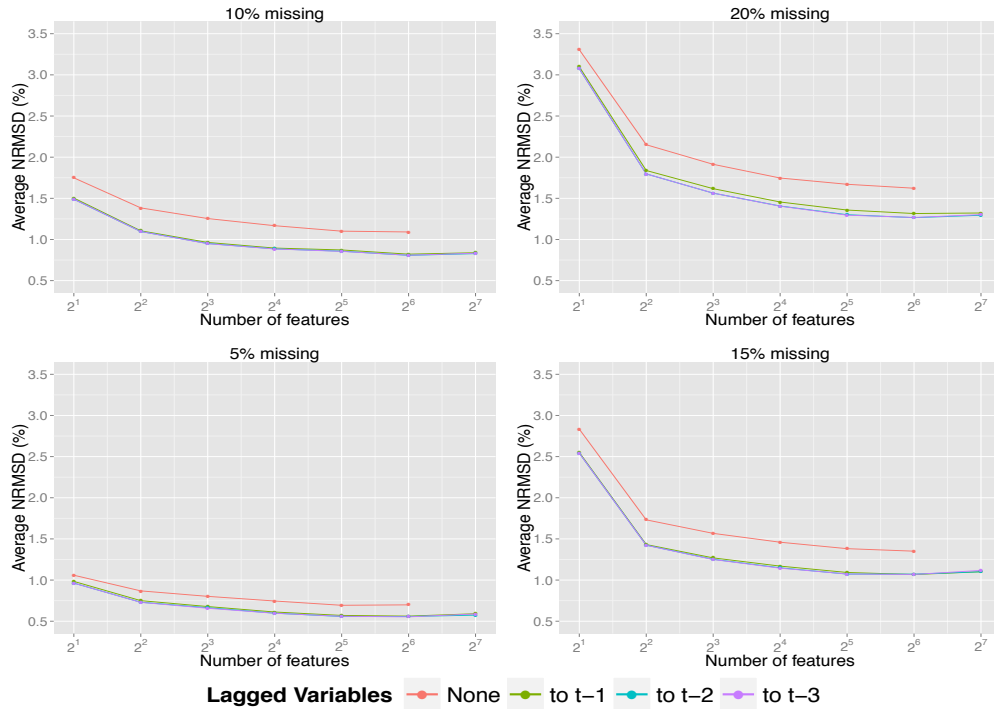 10% missing
Average NRMSD (%)
3.5
3.0
2.5
2.0
1.5
1.0
0.5
2^1 2^2 2^3 2^4 2^5 2^6 2^7
Number of features
20% missing
Average NRMSD (%)
3.5
3.0
2.5
2.0
1.5
1.0
0.5
2^1 2^2 2^3 2^4 2^5 2^6 2^7
Number of features
5% missing
Average NRMSD (%)
3.5
3.0
2.5
2.0
1.5
1.0
0.5
2^1 2^2 2^3 2^4 2^5 2^6 2^7
Number of features
15% missing
Average NRMSD (%)
3.5
3.0
2.5
2.0
1.5
1.0
0.5
2^1 2^2 2^3 2^4 2^5 2^6 2^7
Number of features
Lagged Variables None to t−1 to t−2 to t−3